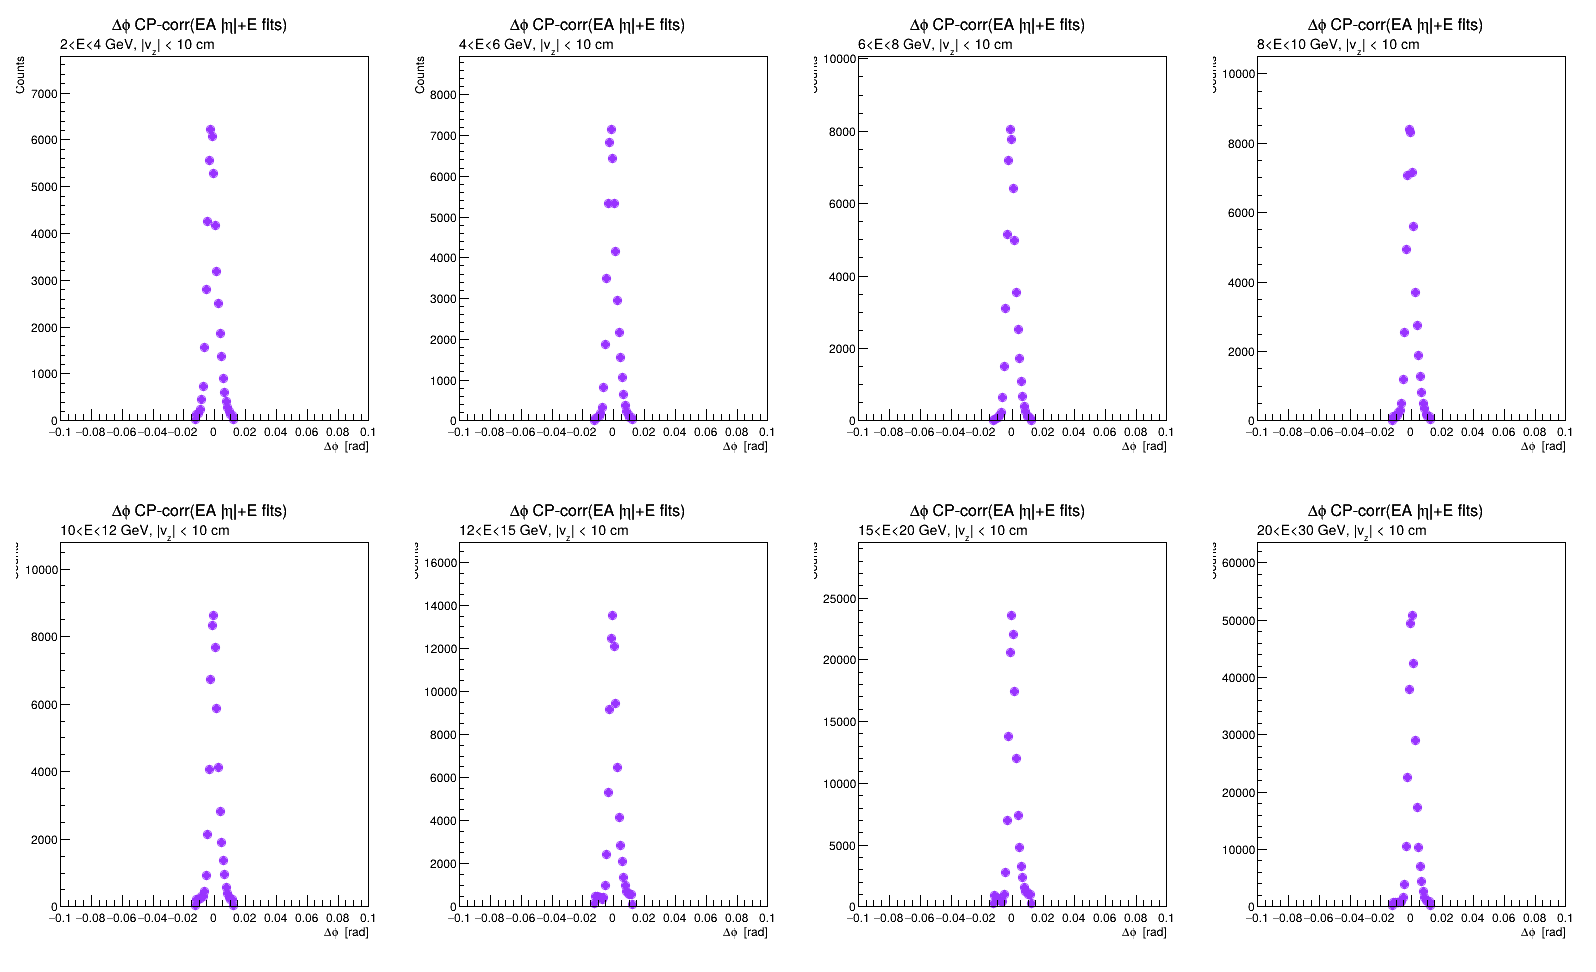 Δϕ CP-corr(EA |η|+E fits)
2<E<4 GeV, |v_z| < 10 cm
Counts
7000
6000
5000
4000
3000
2000
1000
0
−0.1 −0.08 −0.06 −0.04 −0.02 0 0.02 0.04 0.06 0.08 0.1
Δϕ [rad]
Δϕ CP-corr(EA |η|+E fits)
4<E<6 GeV, |v_z| < 10 cm
Counts
8000
7000
6000
5000
4000
3000
2000
1000
0
−0.1 −0.08 −0.06 −0.04 −0.02 0 0.02 0.04 0.06 0.08 0.1
Δϕ [rad]
Δϕ CP-corr(EA |η|+E fits)
6<E<8 GeV, |v_z| < 10 cm
Counts
10000
8000
6000
4000
2000
0
−0.1 −0.08 −0.06 −0.04 −0.02 0 0.02 0.04 0.06 0.08 0.1
Δϕ [rad]
Δϕ CP-corr(EA |η|+E fits)
8<E<10 GeV, |v_z| < 10 cm
Counts
10000
8000
6000
4000
2000
0
−0.1 −0.08 −0.06 −0.04 −0.02 0 0.02 0.04 0.06 0.08 0.1
Δϕ [rad]
Δϕ CP-corr(EA |η|+E fits)
10<E<12 GeV, |v_z| < 10 cm
Counts
10000
8000
6000
4000
2000
0
−0.1 −0.08 −0.06 −0.04 −0.02 0 0.02 0.04 0.06 0.08 0.1
Δϕ [rad]
Δϕ CP-corr(EA |η|+E fits)
12<E<15 GeV, |v_z| < 10 cm
Counts
16000
14000
12000
10000
8000
6000
4000
2000
0
−0.1 −0.08 −0.06 −0.04 −0.02 0 0.02 0.04 0.06 0.08 0.1
Δϕ [rad]
Δϕ CP-corr(EA |η|+E fits)
15<E<20 GeV, |v_z| < 10 cm
Counts
25000
20000
15000
10000
5000
0
−0.1 −0.08 −0.06 −0.04 −0.02 0 0.02 0.04 0.06 0.08 0.1
Δϕ [rad]
Δϕ CP-corr(EA |η|+E fits)
20<E<30 GeV, |v_z| < 10 cm
Counts
60000
50000
40000
30000
20000
10000
0
−0.1 −0.08 −0.06 −0.04 −0.02 0 0.02 0.04 0.06 0.08 0.1
Δϕ [rad]